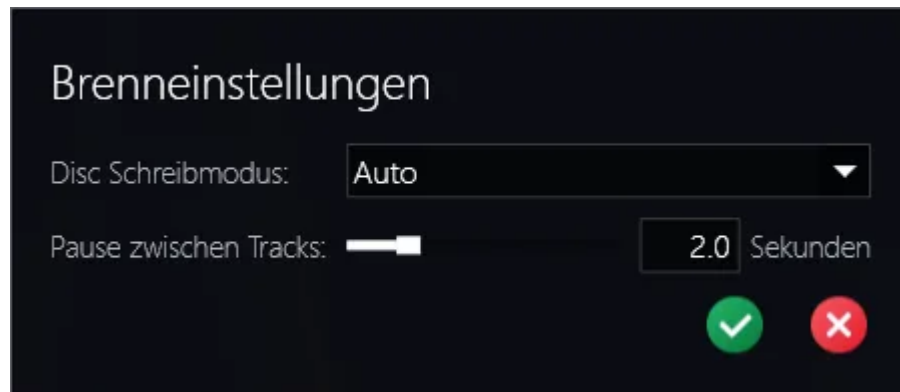 Brenneinstellungen
Disc Schreibmodus: Auto
Pause zwischen Tracks: 2.0 Sekunden